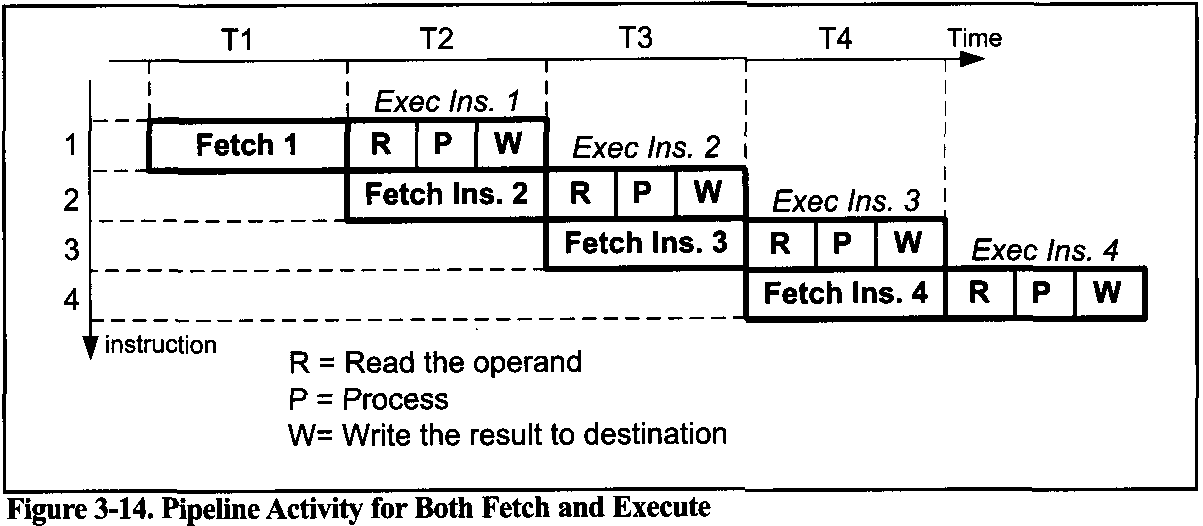 T1 T2 T3 T4 Time
Exec Ins. 1
1 Fetch 1 R P W Exec Ins. 2
2 Fetch Ins. 2 R P W Exec Ins. 3
3 Fetch Ins. 3 R P W Exec Ins. 4
4 Fetch Ins. 4 R P W
instruction
R = Read the operand
P = Process
W= Write the result to destination
Figure 3-14. Pipeline Activity for Both Fetch and Execute